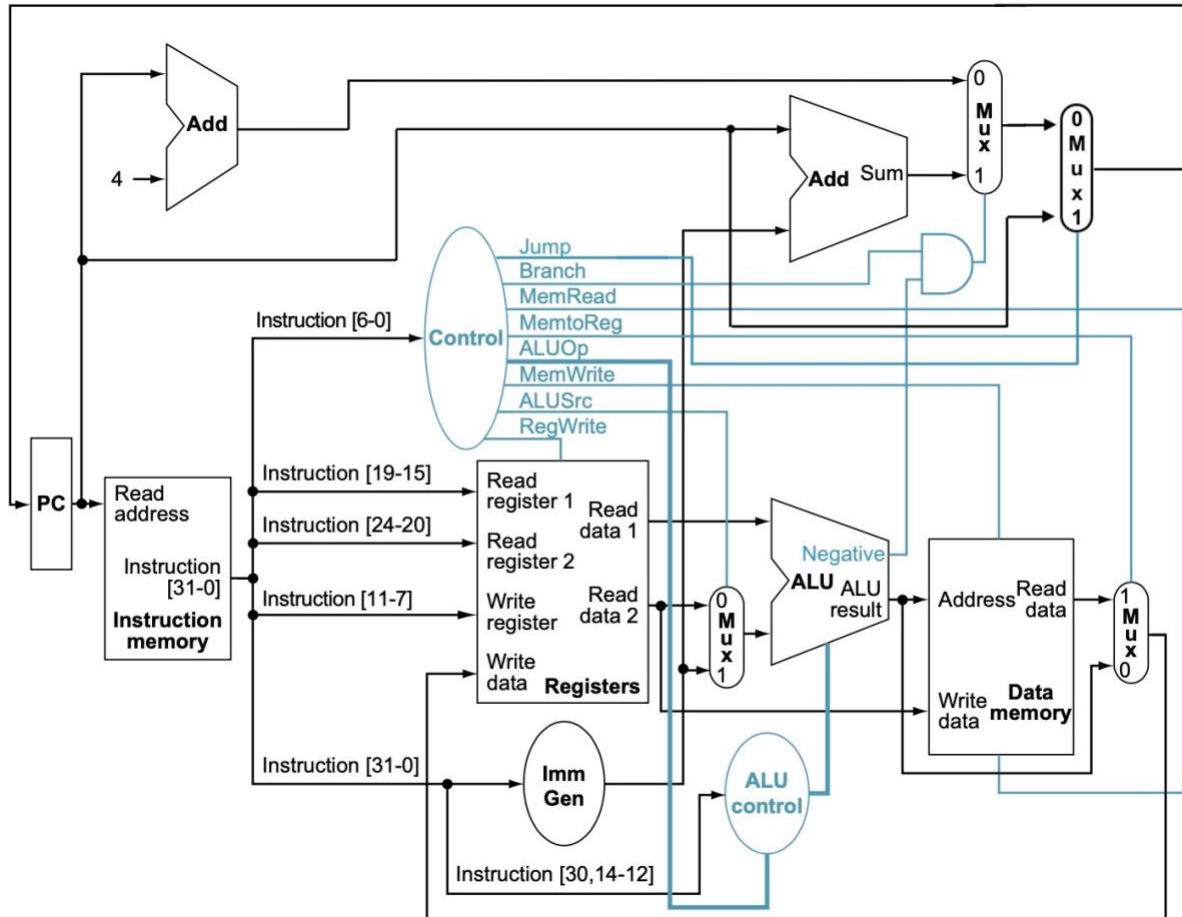 Add
4
0
Mux
1
0
Mux
1
Add
Sum
Jump
Branch
MemRead
MemtoReg
ALUOp
MemWrite
ALUSrc
RegWrite
Control
Instruction [6-0]
PC
Read
address
Instruction
[31-0]
Instruction
memory
Instruction [19-15]
Instruction [24-20]
Instruction [11-7]
Instruction [31-0]
Instruction [30,14-12]
Read
register 1
Read
register 2
Write
register
Write
data
Read
data 1
Read
data 2
Registers
0
Mux
1
Negative
ALU
ALU
result
Address
Read
data
Write
data
Data
memory
1
Mux
0
Imm
Gen
ALU
control